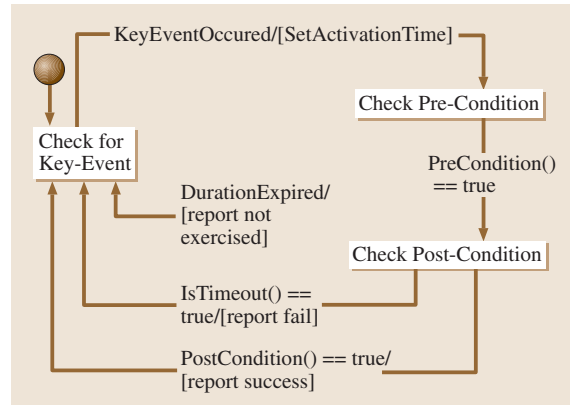 KeyEventOccured/[SetActivationTime]
Check Pre-Condition
Check for
Key-Event
PreCondition()
== true
DurationExpired/
[report not
exercised]
Check Post-Condition
IsTimeout() ==
true/[report fail]
PostCondition() == true/
[report success]